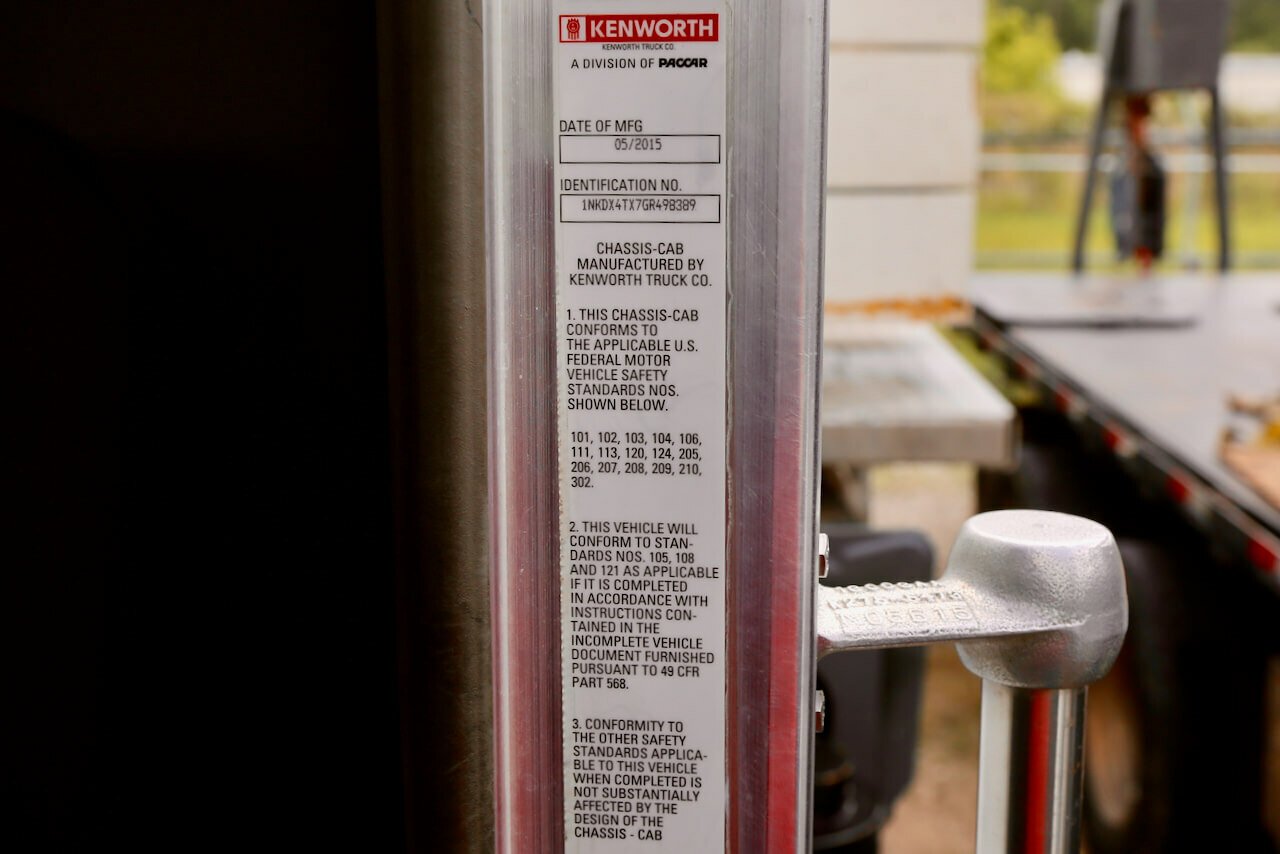 KENWORTH
KENWORTH TRUCK CO.
A DIVISION OF PACCAR
DATE OF MFG
05/2015
IDENTIFICATION NO.
1NKDX4TX7GR498389
CHASSIS-CAB
MANUFACTURED BY
KENWORTH TRUCK CO.
1. THIS CHASSIS-CAB
CONFORMS TO
THE APPLICABLE U.S.
FEDERAL MOTOR
VEHICLE SAFETY
STANDARDS NOS.
SHOWN BELOW.
101, 102, 103, 104, 106,
111, 113, 120, 124, 205,
206, 207, 208, 209, 210,
302.
2. THIS VEHICLE WILL
CONFORM TO STAN-
DARDS NOS. 105, 108
AND 121 AS APPLICABLE
IF IT IS COMPLETED
IN ACCORDANCE WITH
INSTRUCTIONS CON-
TAINED IN THE
INCOMPLETE VEHICLE
DOCUMENT FURNISHED
PURSUANT TO 49 CFR
PART 568.
3. CONFORMITY TO
THE OTHER SAFETY
STANDARDS APPLICA-
BLE TO THIS VEHICLE
WHEN COMPLETED IS
NOT SUBSTANTIALLY
AFFECTED BY THE
DESIGN OF THE
CHASSIS - CAB